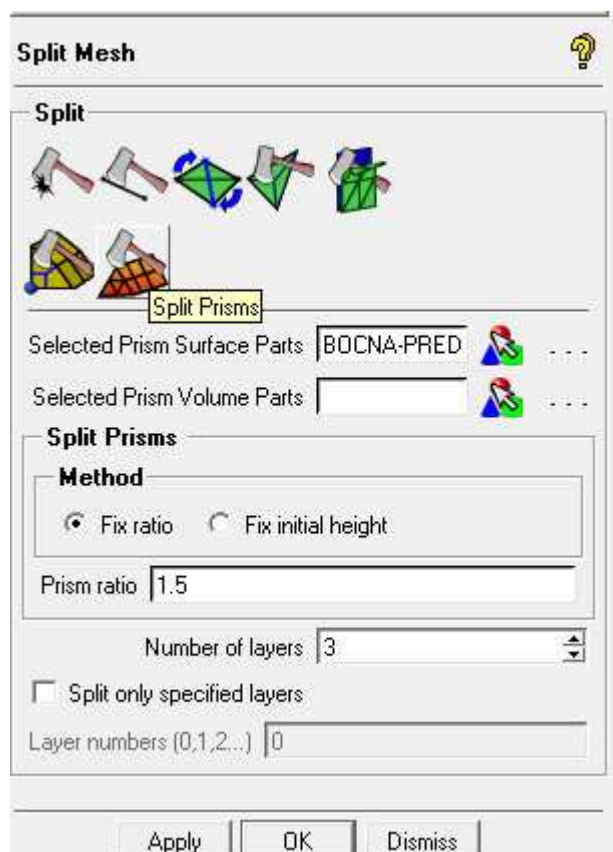 Split Mesh
Split
Split Prisms
Selected Prism Surface Parts BOCNA-PRED ...
Selected Prism Volume Parts ...
Split Prisms
Method
Fix ratio Fix initial height
Prism ratio 1.5
Number of layers 3
Split only specified layers
Layer numbers (0,1,2...) 0
Apply OK Dismiss